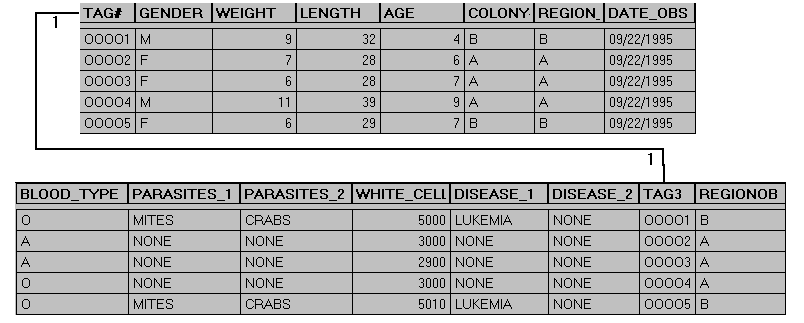 TAG# GENDER WEIGHT LENGTH AGE COLONY REGION_ DATE_OBS
1
00001 M 9 32 4 B B 09/22/1995
00002 F 7 28 6 A A 09/22/1995
00003 F 6 28 7 A A 09/22/1995
00004 M 11 39 9 A A 09/22/1995
00005 F 6 29 7 B B 09/22/1995
1
BLOOD_TYPE PARASITES_1 PARASITES_2 WHITE_CELL DISEASE_1 DISEASE_2 TAG3 REGIONOB
O MITES CRABS 5000 LUKEMIA NONE 00001 B
A NONE NONE 3000 NONE NONE 00002 A
A NONE NONE 2900 NONE NONE 00003 A
O NONE NONE 3000 NONE NONE 00004 A
O MITES CRABS 5010 LUKEMIA NONE 00005 B